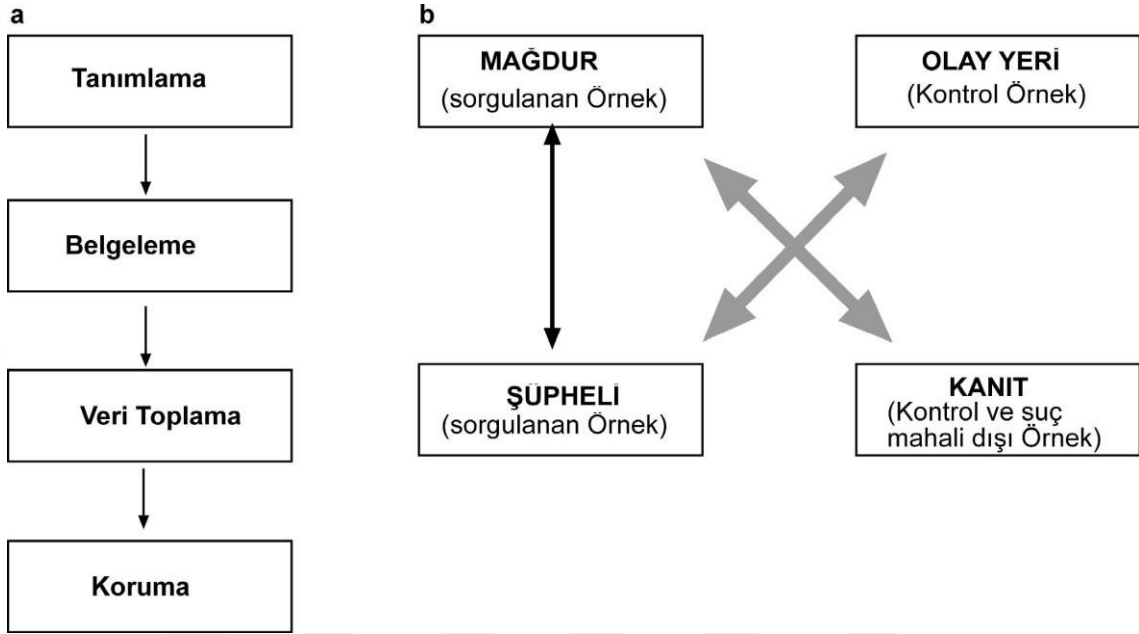 a
Tanımlama
Belgeleme
Veri Toplama
Koruma
b
MAĞDUR
(sorgulanan Örnek)
OLAY YERİ
(Kontrol Örnek)
ŞÜPHELİ
(sorgulanan Örnek)
KANIT
(Kontrol ve suç
mahali dışı Örnek)